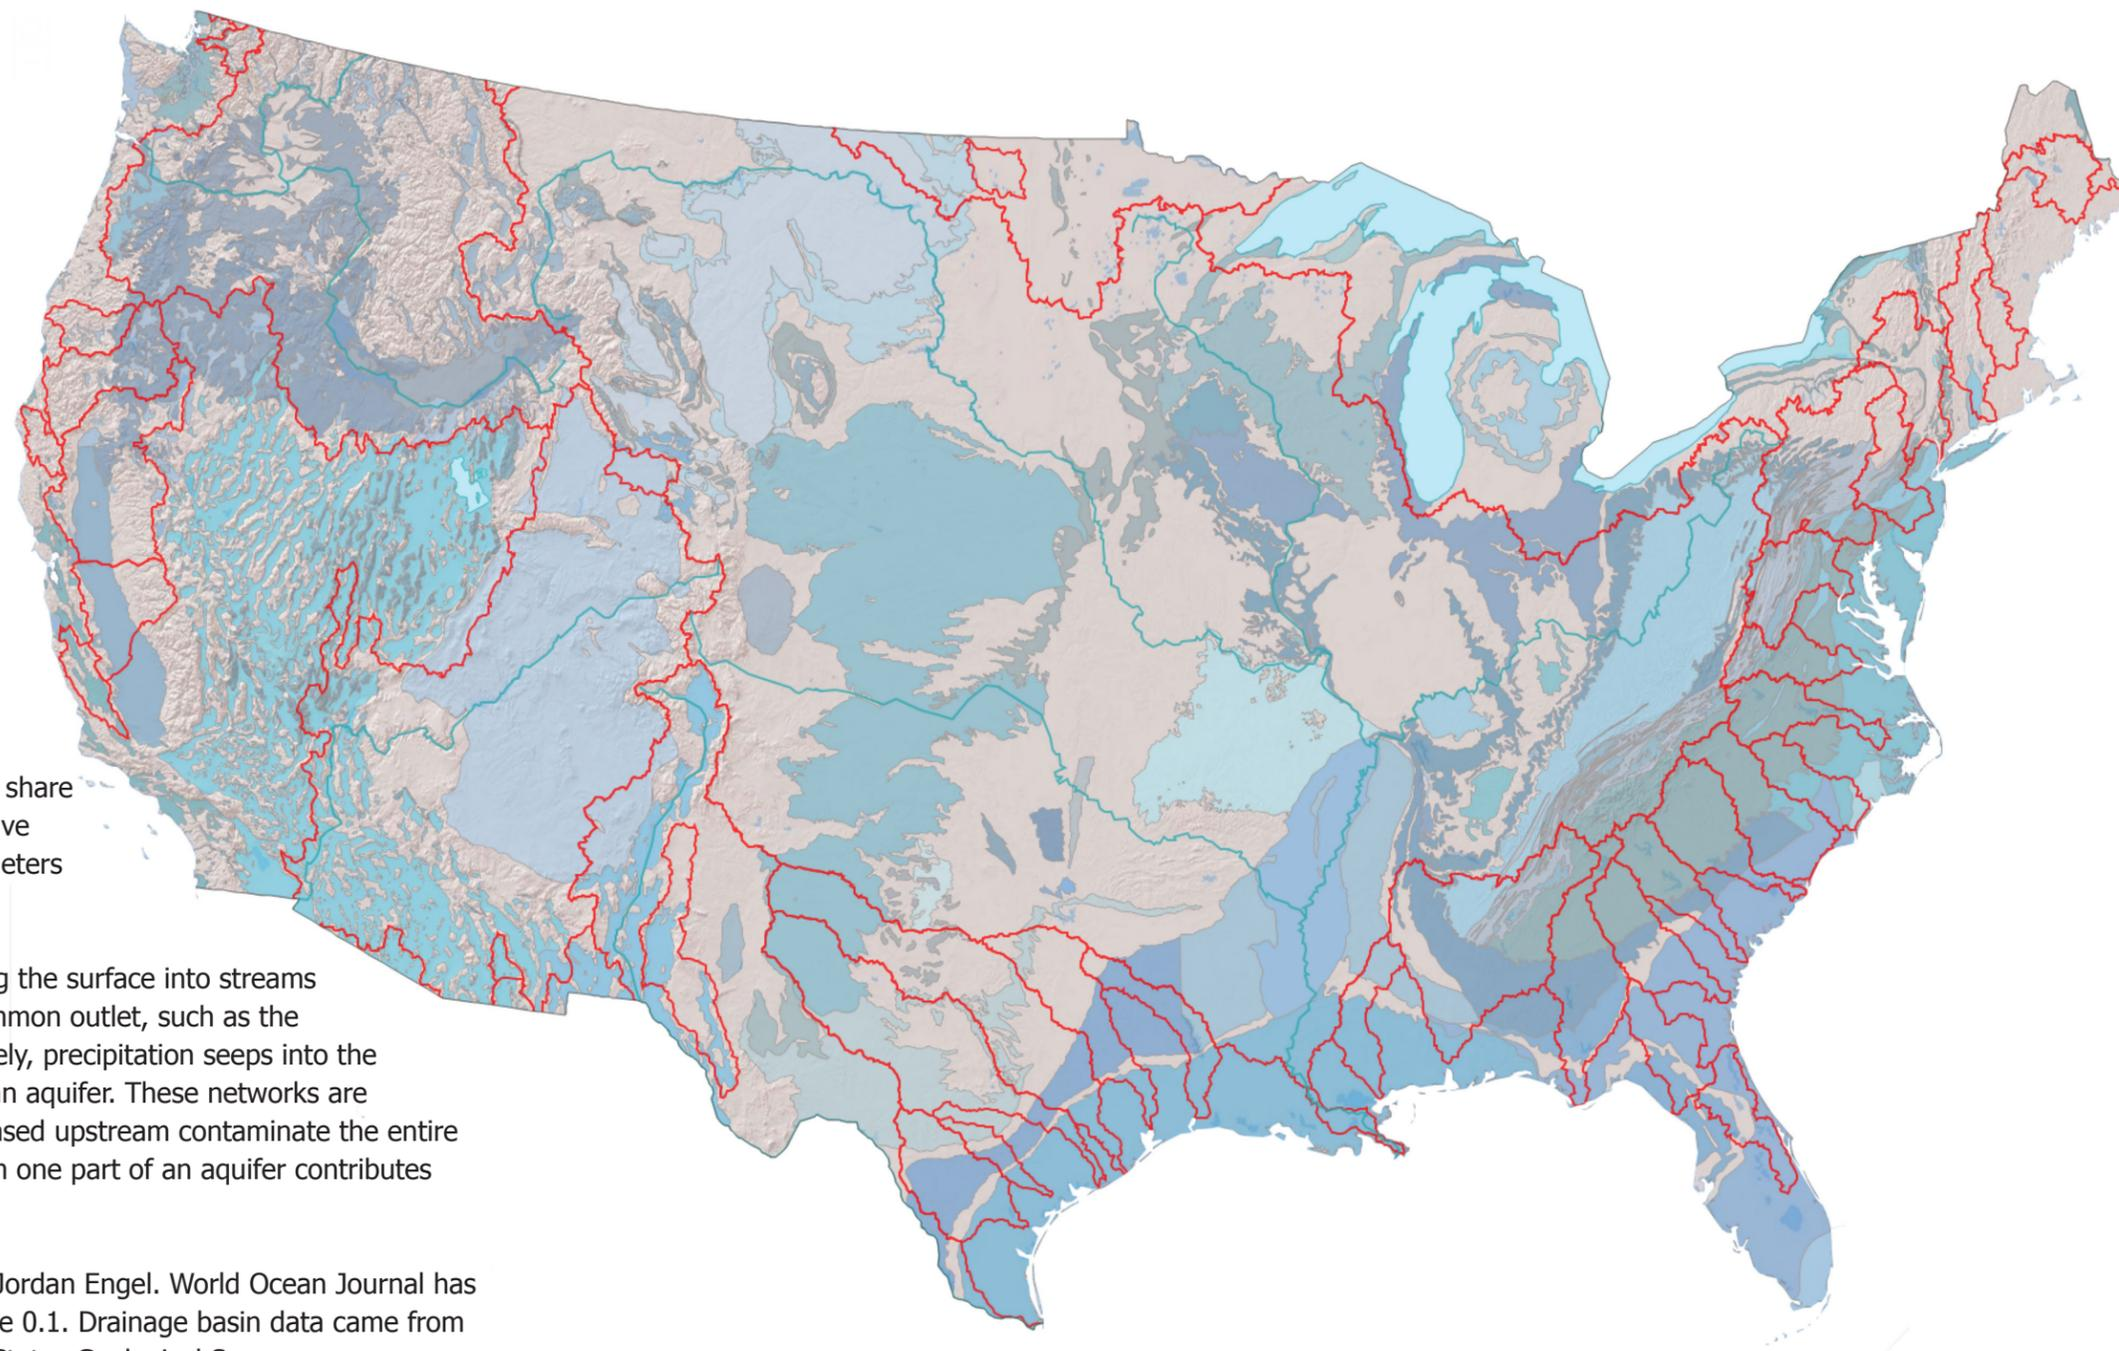 share
ve
eters
g the surface into streams
nmon outlet, such as the
ely, precipitation seeps into the
n aquifer. These networks are
ased upstream contaminate the entire
n one part of an aquifer contributes
Jordan Engel. World Ocean Journal has
e 0.1. Drainage basin data came from